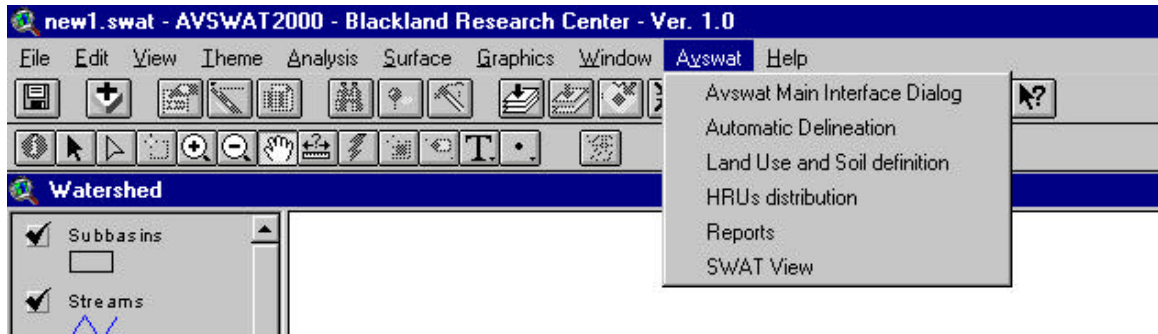 new1.swat - AVSWAT2000 - Blackland Research Center - Ver. 1.0
File Edit View Theme Analysis Surface Graphics Window Avswat Help
Avswat Main Interface Dialog
Automatic Delineation
Land Use and Soil definition
HRUs distribution
Reports
SWAT View
T.
Watershed
Subbasins
Streams